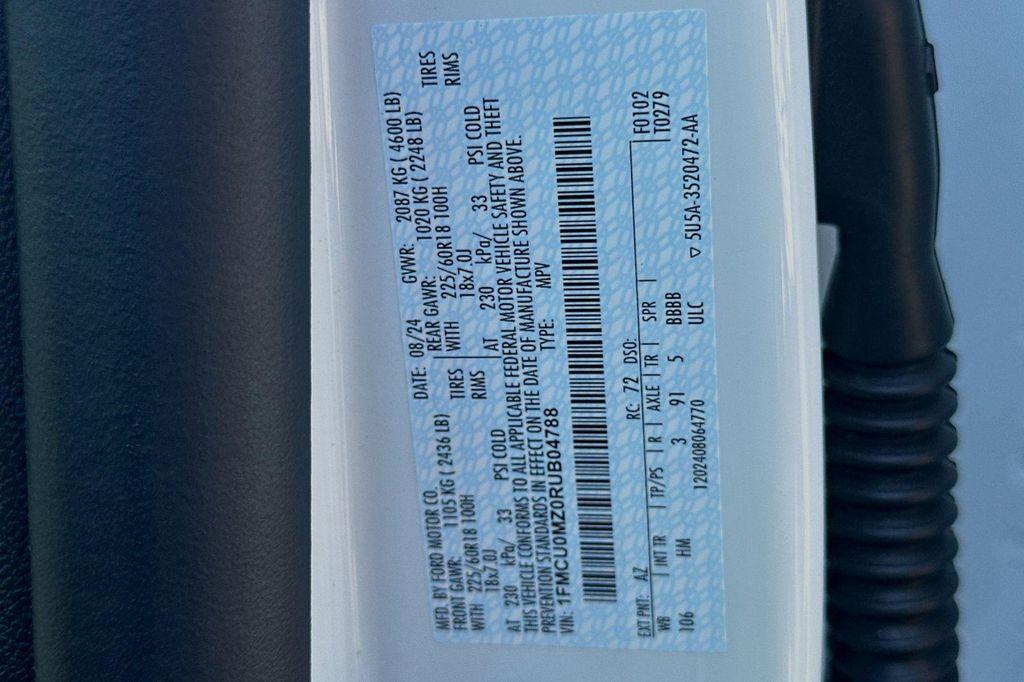 MFD. BY FORD MOTOR CO. DATE: 08/24 GVWR: 2087 KG ( 4600 LB)
FRONT GAWR: 1105 KG ( 2436 LB) REAR GAWR: 1020 KG ( 2248 LB)
WITH 225/60R18 100H TIRES WITH 225/60R18 100H TIRES
18x7.0J RIMS 18x7.0J RIMS
AT 230 kPa/ 33 PSI COLD AT 230 kPa/ 33 PSI COLD
THIS VEHICLE CONFORMS TO ALL APPLICABLE FEDERAL MOTOR VEHICLE SAFETY AND THEFT
PREVENTION STANDARDS IN EFFECT ON THE DATE OF MANUFACTURE SHOWN ABOVE.
VIN: 1FMCU0MZ0RUB04788 TYPE: MPV
EXT PNT: AZ RC: 72 DSO: F0102
WB INT TR TP/PS R AXLE TR SPR T0279
106 HM 3 91 5 BBBB
1202408064770 ULC ▽ 5U5A-3520472-AA